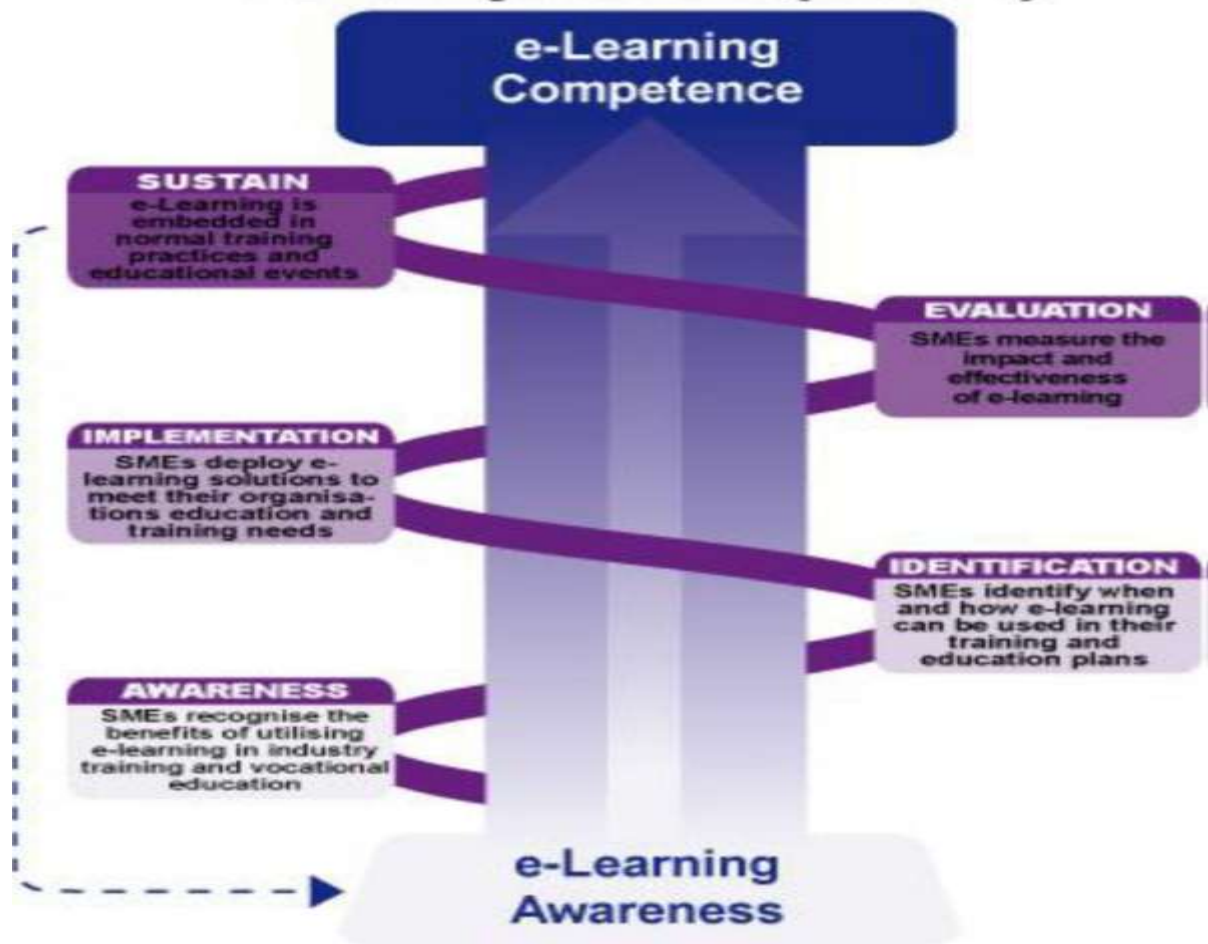 e-Learning
Competence
SUSTAIN
e-Learning is
embedded in
normal training
practices and
educational events
EVALUATION
SMEs measure the
impact and
effectiveness
of e-learning
IMPLEMENTATION
SMEs deploy e-
learning solutions to
meet their organisa-
tions education and
training needs
IDENTIFICATION
SMEs identify when
and how e-learning
can be used in their
training and
education plans
AWARENESS
SMEs recognise the
benefits of utilising
e-learning in industry
training and vocational
education
e-Learning
Awareness